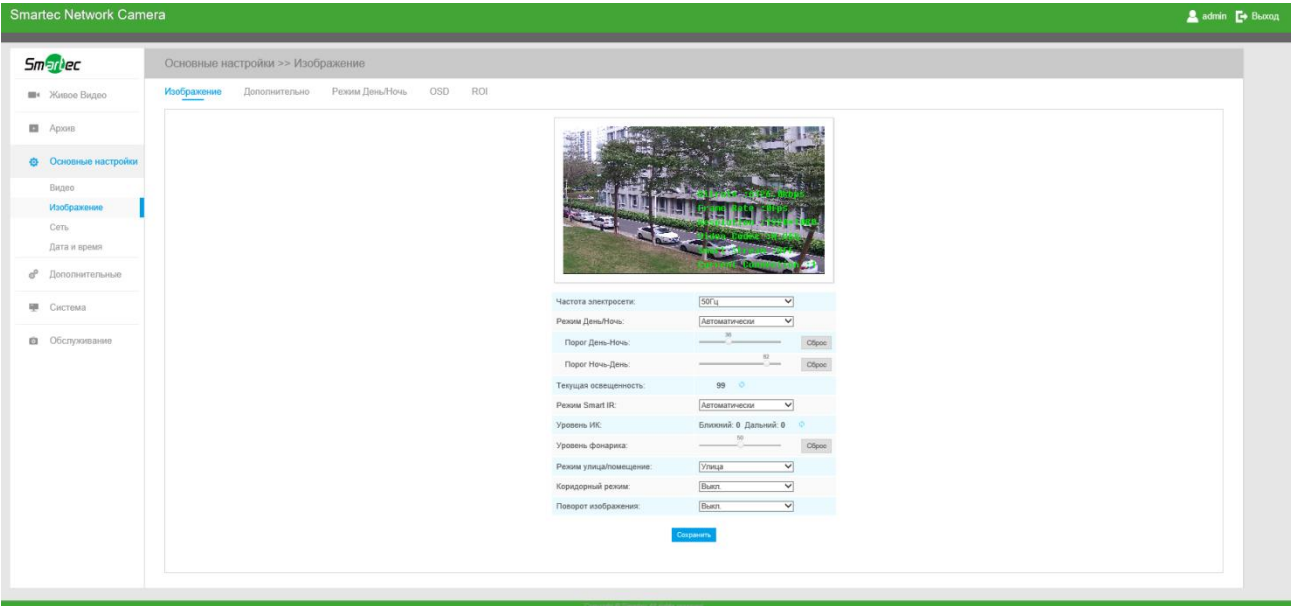 Smartec Network Camera
admin Выход
Smartec
Основные настройки >> Изображение
Живое Видео
Архив
Основные настройки
Видео
Изображение
Сеть
Дата и время
Дополнительные
Система
Обслуживание
Изображение Дополнительно Режим День/Ночь OSD ROI
Частота электросети: 50Гц
Режим День/Ночь: Автоматически
Порог День-Ночь: Сброс
Порог Ночь-День: 82 Сброс
Текущая освещенность: 99
Режим Smart IR: Автоматически
Уровень ИК: Ближний: 0 Дальний: 0
Уровень фонарика: 50 Сброс
Режим улица/помещение: Улица
Коридорный режим: Выкл.
Поворот изображения: Выкл.
Сохранить